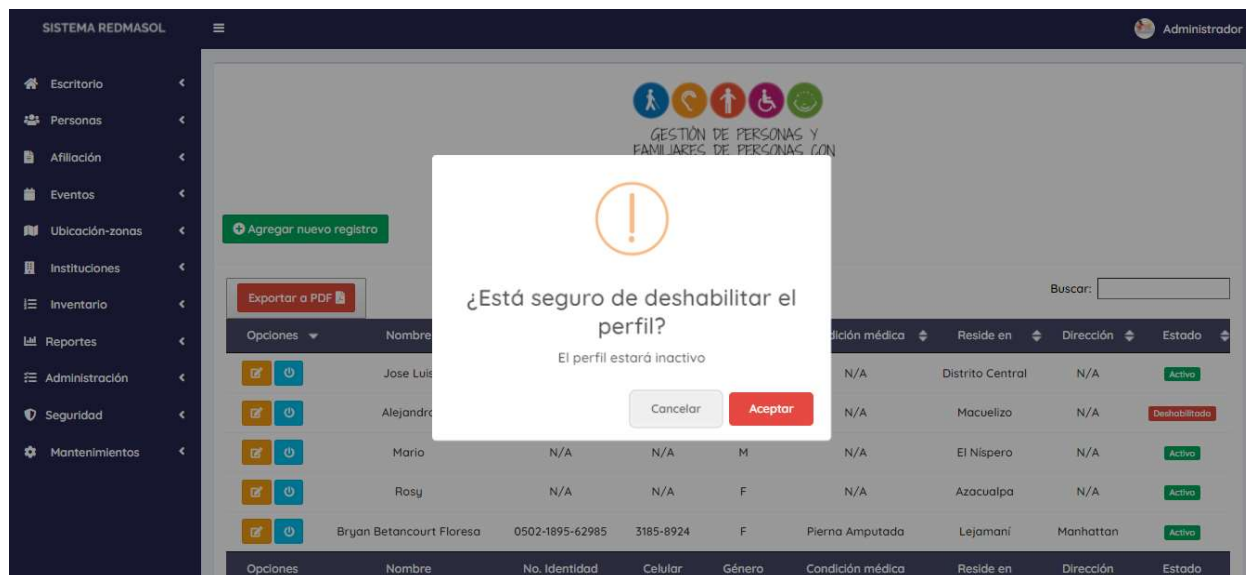 SISTEMA REDMASOL
Administrador
Escritorio
Personas
Afiliación
Eventos
Ubicación-zonas
Instituciones
Inventario
Reportes
Administración
Seguridad
Mantenimientos
GESTIÓN DE PERSONAS Y
FAMILIARES DE PERSONAS CON
Agregar nuevo registro
¿Está seguro de deshabilitar el
perfil?
El perfil estará inactivo
Cancelar Aceptar
Exportar a PDF
Buscar:
Opciones Nombre dición médica Reside en Dirección Estado
Jose Luis N/A Distrito Central N/A Activo
Alejandro N/A Macuelizo N/A Deshabilitado
Mario N/A N/A M N/A El Níspero N/A Activo
Rosy N/A N/A F N/A Azacualpa N/A Activo
Bryan Betancourt Floresa 0502-1895-62985 3185-8924 F Pierna Amputada Lejamaní Manhattan Activo
Opciones Nombre No. Identidad Celular Género Condición médica Reside en Dirección Estado